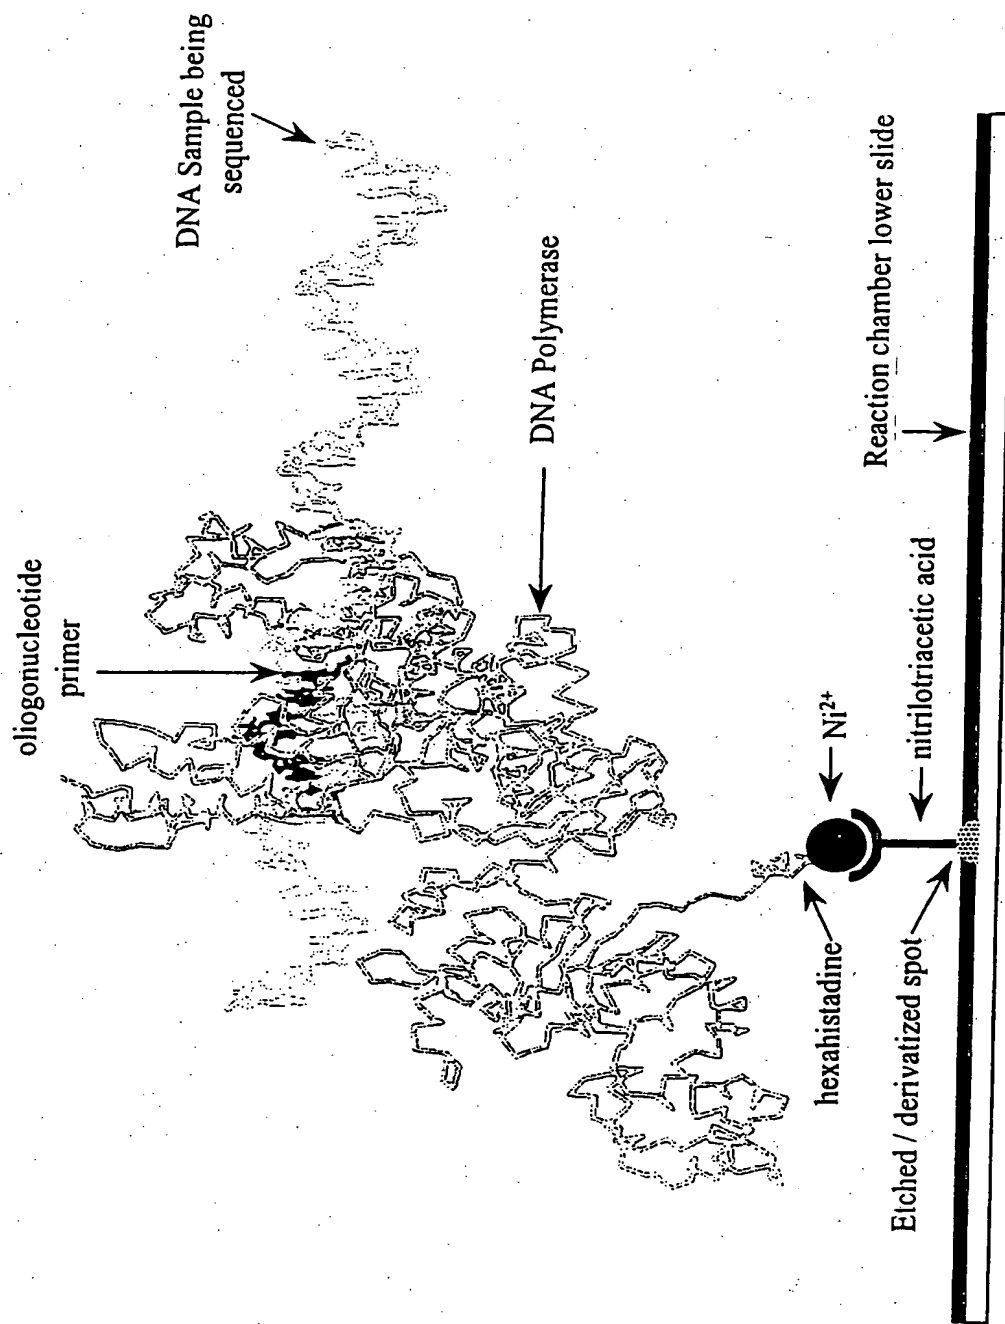 DNA Sample being
sequenced
oliogonucleotide
primer
DNA Polymerase
Reaction chamber lower slide
Ni2+
nitrilotriacetic acid
hexahistadine
Etched / derivatized spot